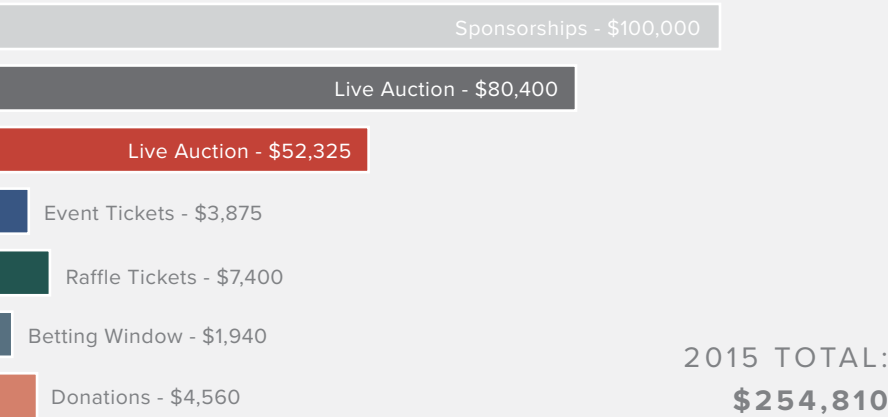 Sponsorships - $100,000
Live Auction - $80,400
Live Auction - $52,325
Event Tickets - $3,875
Raffle Tickets - $7,400
Betting Window - $1,940
Donations - $4,560
2015 TOTAL:
$254,810